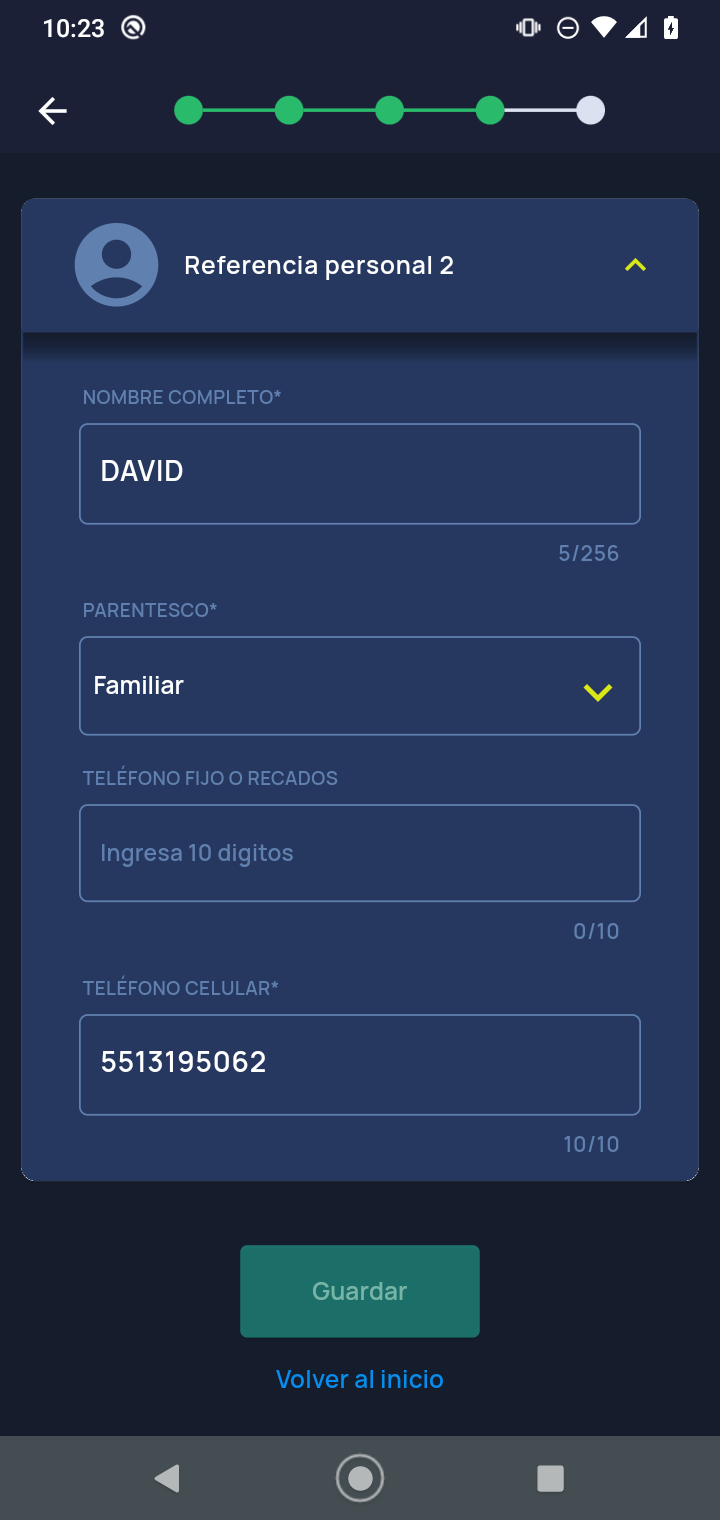 10:23
Referencia personal 2
NOMBRE COMPLETO*
DAVID
5/256
PARENTESCO*
Familiar
TELÉFONO FIJO O RECADOS
Ingresa 10 digitos
0/10
TELÉFONO CELULAR*
5513195062
10/10
Guardar
Volver al inicio